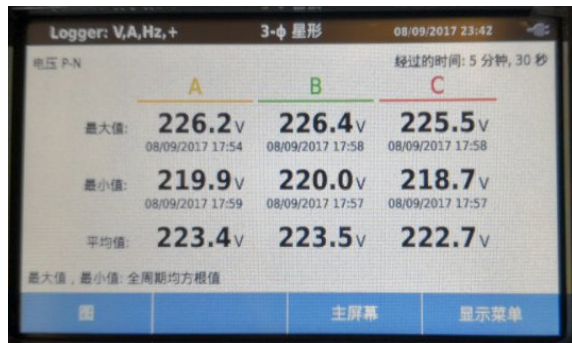 Logger: V,A,Hz,+ 3-ϕ 星形 08/09/2017 23:42
电压 P-N 经过的时间: 5 分钟, 30 秒
A B C
最大值: 226.2V 226.4V 225.5V
08/09/2017 17:54 08/09/2017 17:58 08/09/2017 17:58
最小值: 219.9V 220.0V 218.7V
08/09/2017 17:59 08/09/2017 17:57 08/09/2017 17:57
平均值: 223.4V 223.5V 222.7V
最大值 , 最小值: 全周期均方根值
图 主屏幕 显示菜单